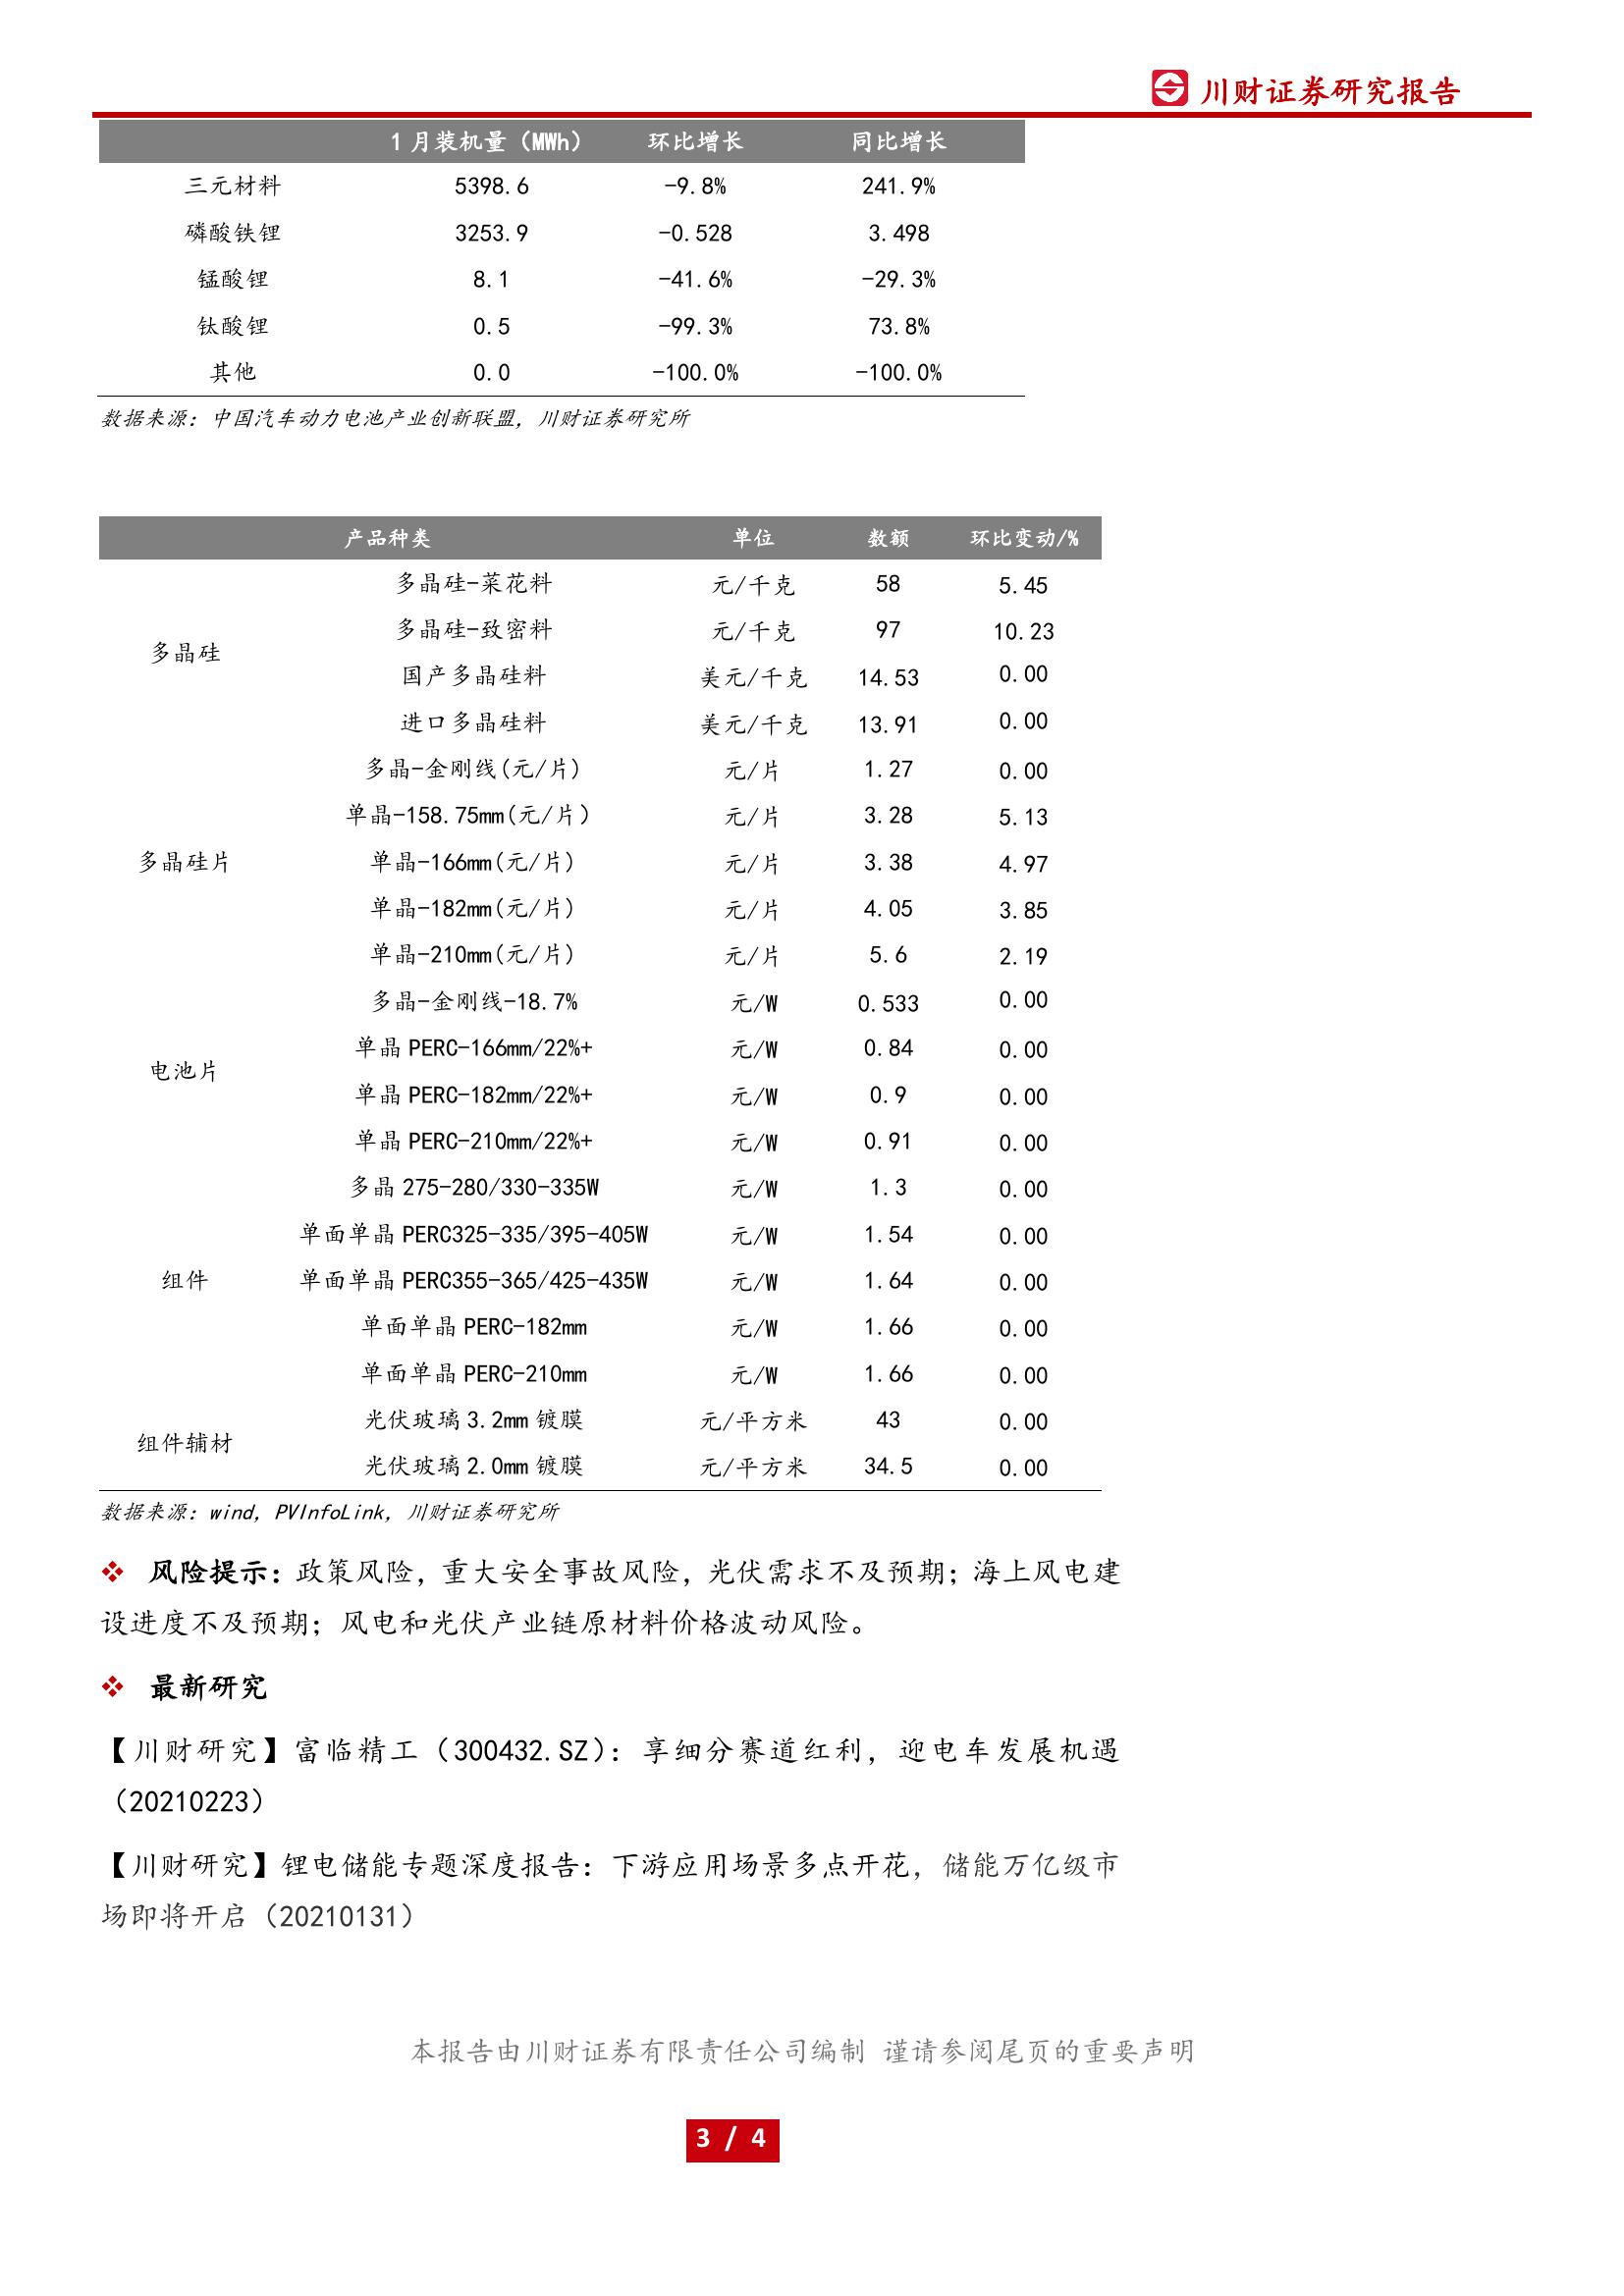 川财证券研究报告
1 月装机量（MWh） 环比增长 同比增长
三元材料 5398.6 -9.8% 241.9%
磷酸铁锂 3253.9 -0.528 3.498
锰酸锂 8.1 -41.6% -29.3%
钛酸锂 0.5 -99.3% 73.8%
其他 0.0 -100.0% -100.0%
数据来源：中国汽车动力电池产业创新联盟，川财证券研究所
产品种类 单位 数额 环比变动/%
多晶硅-菜花料 元/千克 58 5.45
多晶硅-致密料 元/千克 97 10.23
多晶硅
国产多晶硅料 美元/千克 14.53 0.00
进口多晶硅料 美元/千克 13.91 0.00
多晶-金刚线(元/片) 元/片 1.27 0.00
单晶-158.75mm(元/片） 元/片 3.28 5.13
多晶硅片 单晶-166mm(元/片) 元/片 3.38 4.97
单晶-182mm(元/片) 元/片 4.05 3.85
单晶-210mm(元/片) 元/片 5.6 2.19
多晶-金刚线-18.7% 元/W 0.533 0.00
单晶 PERC-166mm/22%+ 元/W 0.84 0.00
电池片
单晶 PERC-182mm/22%+ 元/W 0.9 0.00
单晶 PERC-210mm/22%+ 元/W 0.91 0.00
多晶 275-280/330-335W 元/W 1.3 0.00
单面单晶 PERC325-335/395-405W 元/W 1.54 0.00
组件 单面单晶 PERC355-365/425-435W 元/W 1.64 0.00
单面单晶 PERC-182mm 元/W 1.66 0.00
单面单晶 PERC-210mm 元/W 1.66 0.00
光伏玻璃 3.2mm 镀膜 元/平方米 43 0.00
组件辅材
光伏玻璃 2.0mm 镀膜 元/平方米 34.5 0.00
数据来源：wind，PVInfoLink，川财证券研究所
❖ 风险提示：政策风险，重大安全事故风险，光伏需求不及预期；海上风电建
设进度不及预期；风电和光伏产业链原材料价格波动风险。
❖ 最新研究
【川财研究】富临精工（300432.SZ）：享细分赛道红利，迎电车发展机遇
（20210223）
【川财研究】锂电储能专题深度报告：下游应用场景多点开花，储能万亿级市
场即将开启（20210131）
本报告由川财证券有限责任公司编制 谨请参阅尾页的重要声明
3 / 4